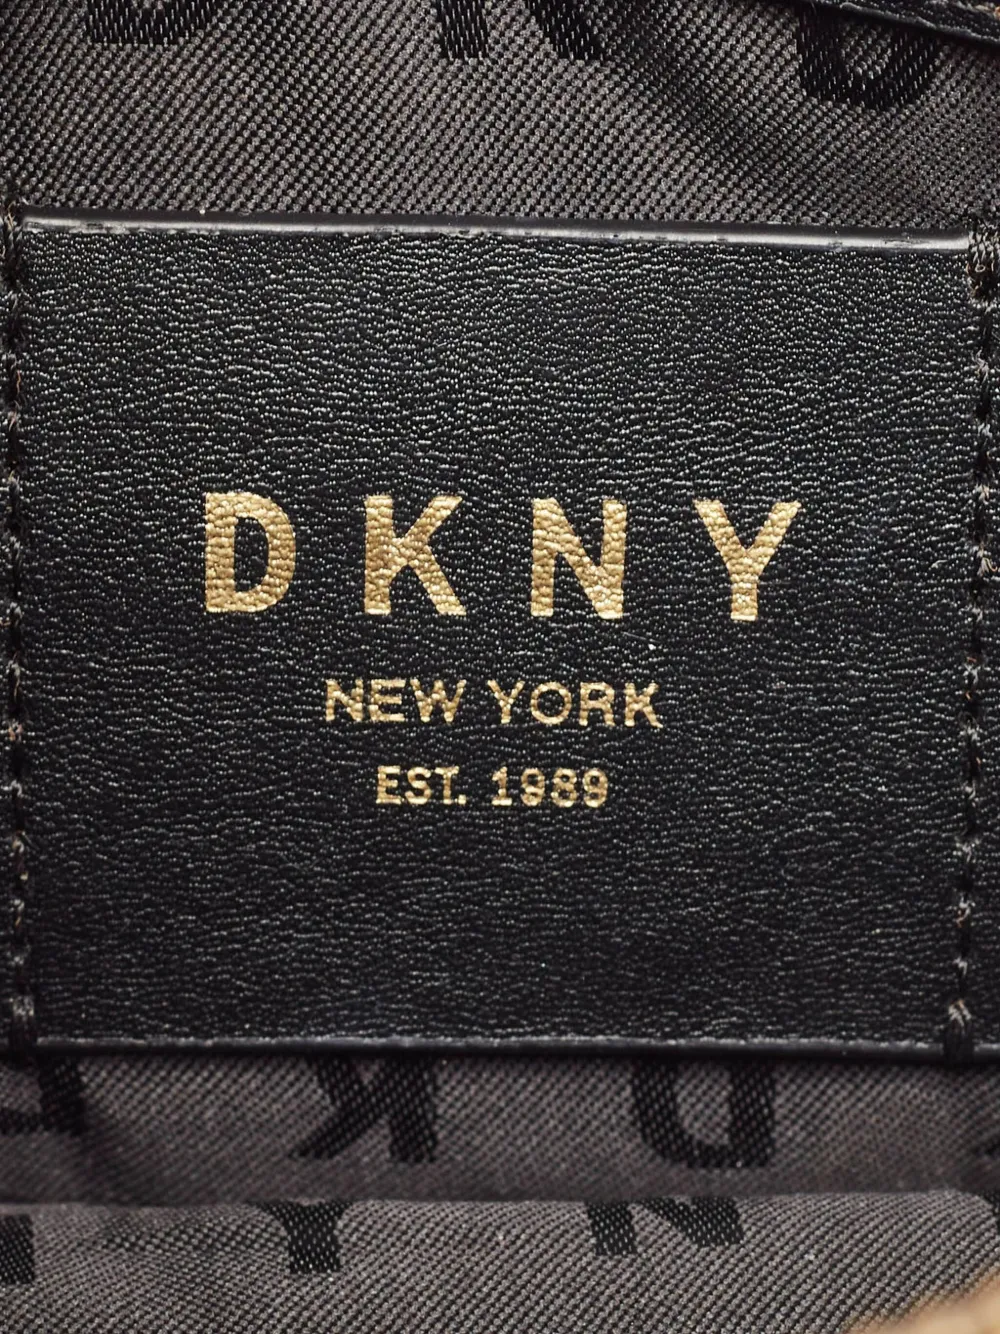 DKNY
NEW YORK
EST. 1989